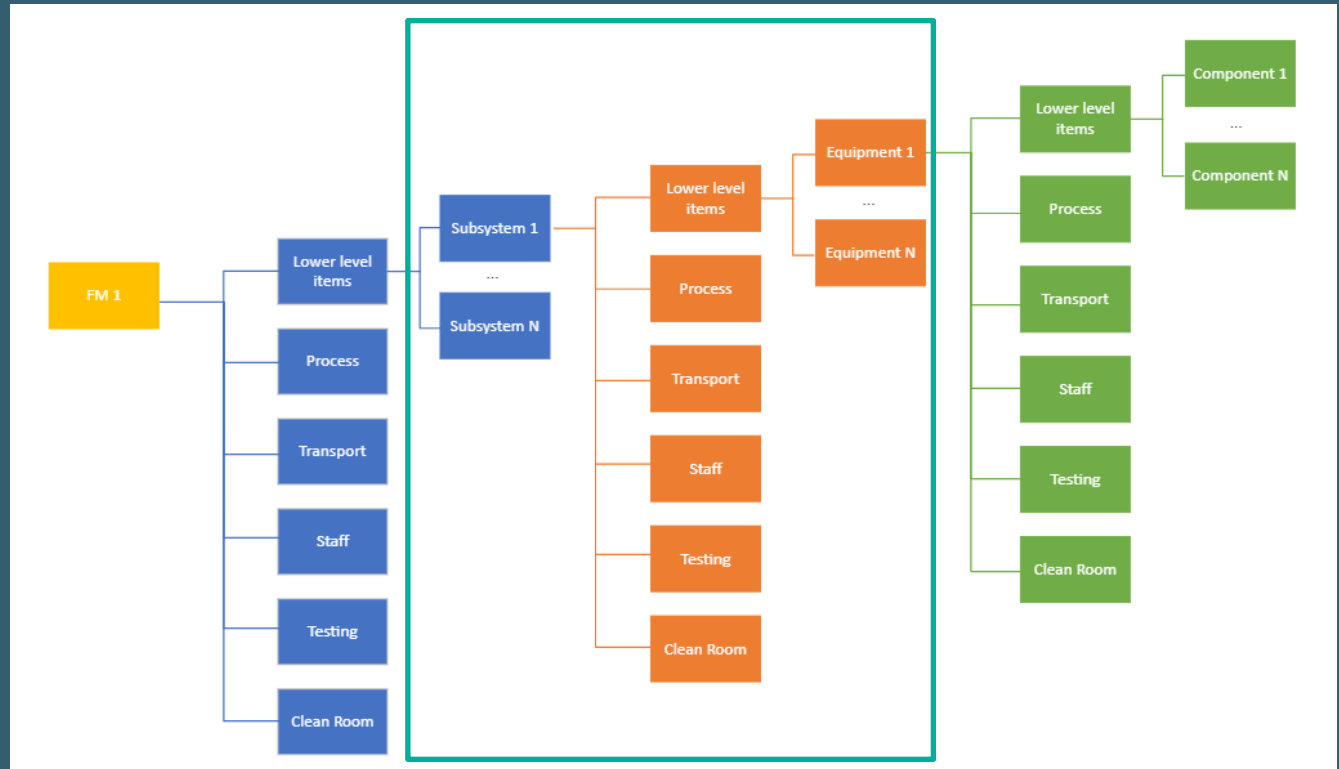 FM 1
Lower level
items
Process
Transport
Staff
Testing
Clean Room
Subsystem 1
...
Subsystem N
Lower level
items
Process
Transport
Staff
Testing
Clean Room
Equipment 1
...
Equipment N
Lower level
items
Process
Transport
Staff
Testing
Clean Room
Component 1
...
Component N